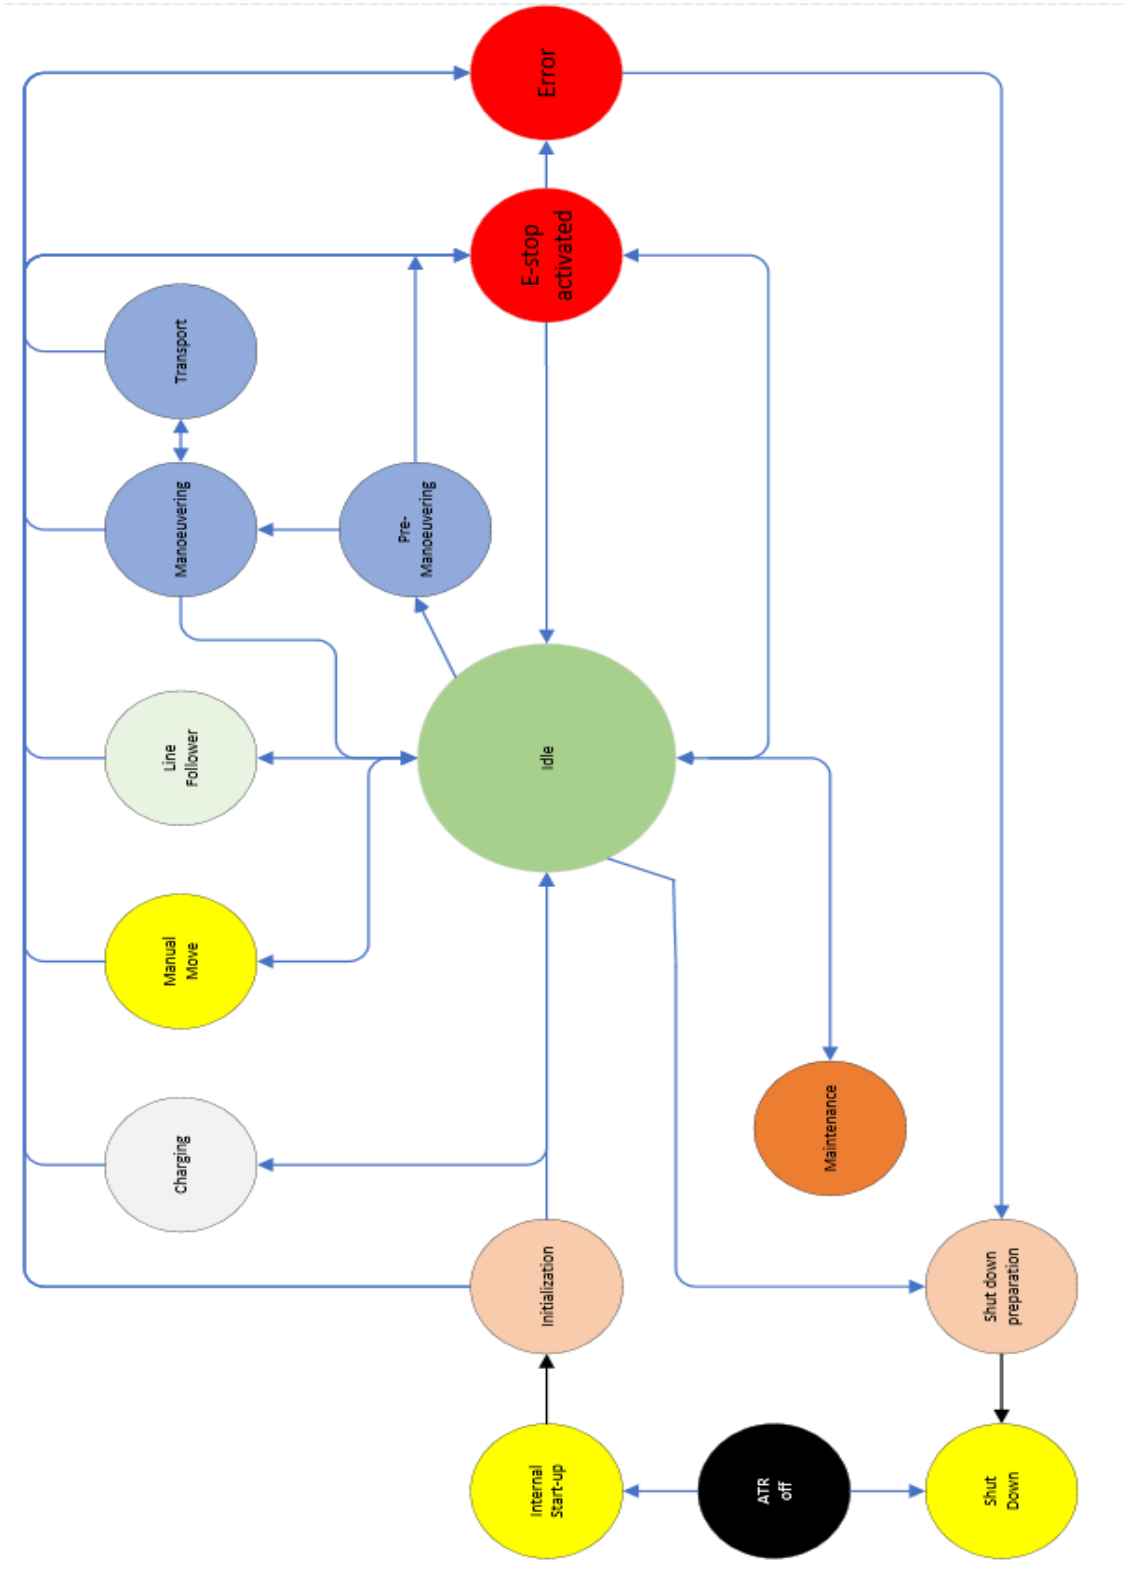 Error
E-stop
activated
Transport
Manoeuvering
Pre-
Manoeuvering
Line
Follower
Idle
Manual
Move
Charging
Maintenance
Initialization
Shut down
preparation
Internal
Start-up
ATR
off
Shut
Down